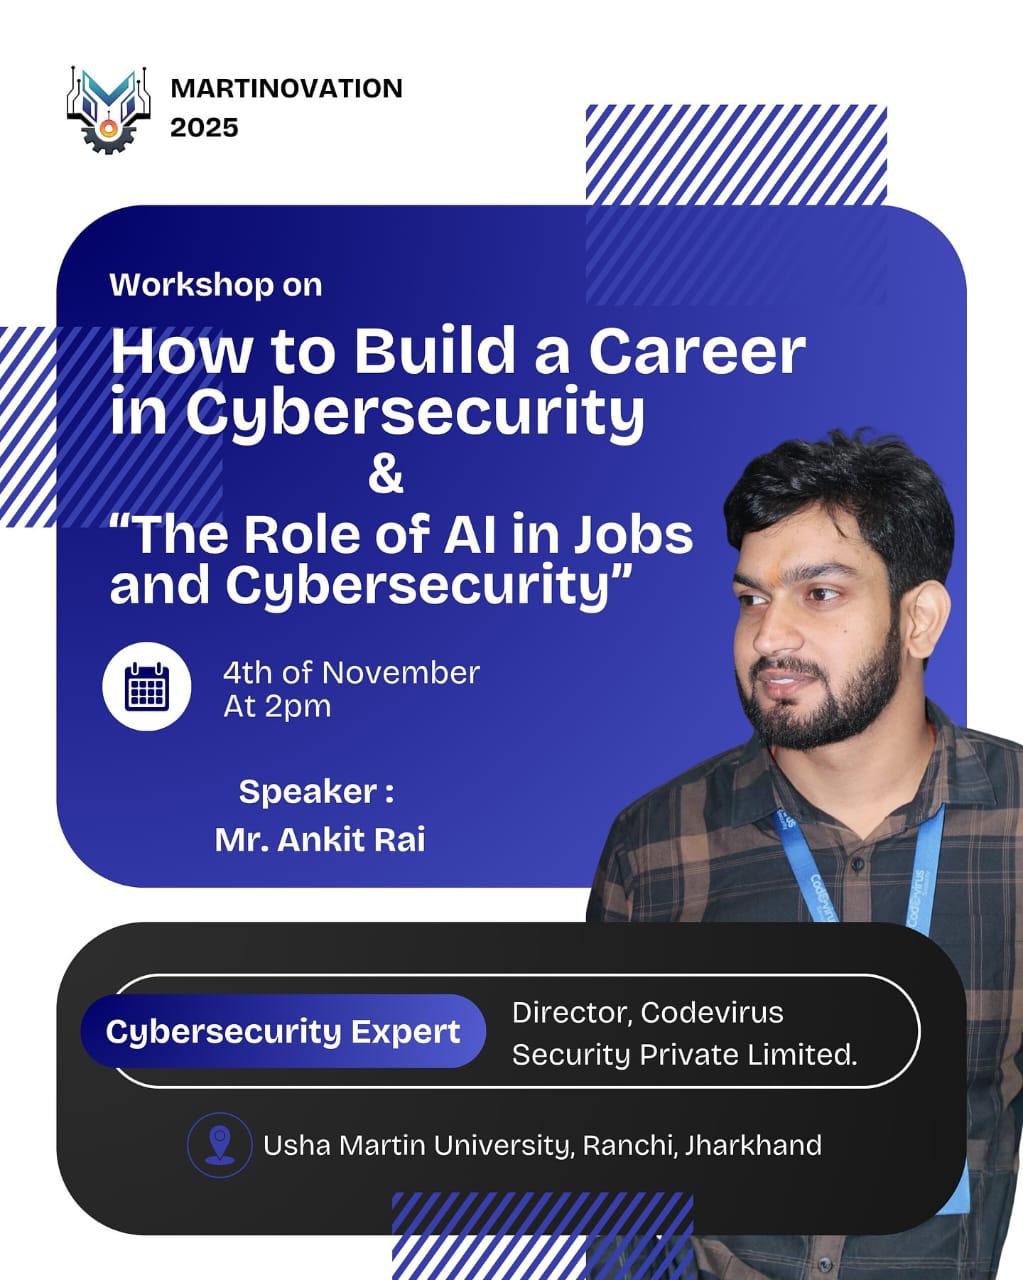 MARTINOVATION
2025
Workshop on
How to Build a Career
in Cybersecurity
&
“The Role of AI in Jobs
and Cybersecurity”
4th of November
At 2pm
Speaker :
Mr. Ankit Rai
Codevirus
Cybersecurity Expert
Director, Codevirus
Security Private Limited.
Usha Martin University, Ranchi, Jharkhand